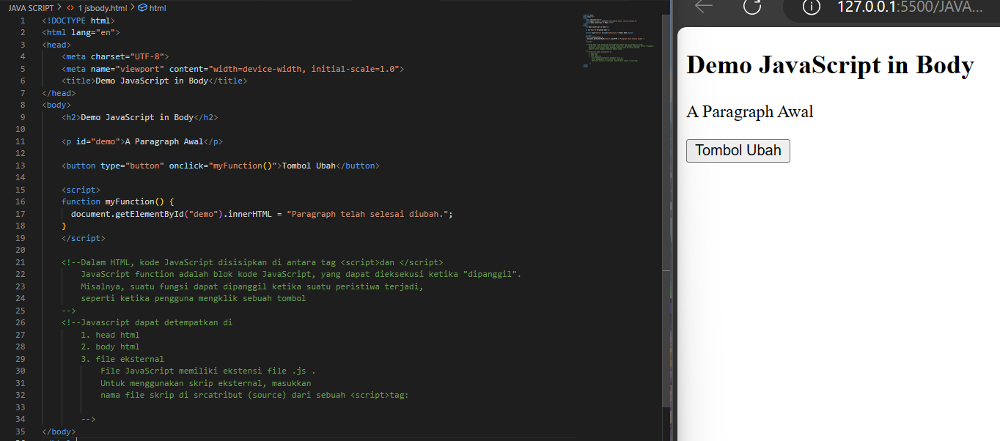 JAVA SCRIPT > <> 1 jsbody.html > html
1 <!DOCTYPE html>
2 <html lang="en">
3 <head>
4 <meta charset="UTF-8">
5 <meta name="viewport" content="width=device-width, initial-scale=1.0">
6 <title>Demo JavaScript in Body</title>
7 </head>
8 <body>
9 <h2>Demo JavaScript in Body</h2>
10
11 <p id="demo">A Paragraph Awal</p>
12
13 <button type="button" onclick="myFunction()">Tombol Ubah</button>
14
15 <script>
16 function myFunction() {
17 document.getElementById("demo").innerHTML = "Paragraph telah selesai diubah.";
18 }
19 </script>
20
21 <!--Dalam HTML, kode JavaScript disisipkan di antara tag <script>dan </script>
22 JavaScript function adalah blok kode JavaScript, yang dapat dieksekusi ketika "dipanggil".
23 Misalnya, suatu fungsi dapat dipanggil ketika suatu peristiwa terjadi,
24 seperti ketika pengguna mengklik sebuah tombol
25 -->
26 <!--Javascript dapat detempatkan di
27 1. head html
28 2. body html
29 3. file eksternal
30 File JavaScript memiliki ekstensi file .js .
31 Untuk menggunakan skrip eksternal, masukkan
32 nama file skrip di srcatribut (source) dari sebuah <script>tag:
33
34 -->
35 </body>
127.0.0.1:5500/JAVA...
Demo JavaScript in Body
A Paragraph Awal
Tombol Ubah